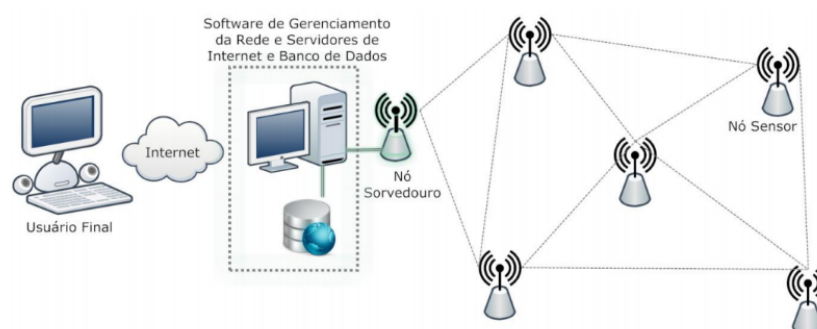 Software de Gerenciamento
da Rede e Servidores de
Internet e Banco de Dados
Internet
Usuário Final
Nó
Sorvedouro
Nó Sensor